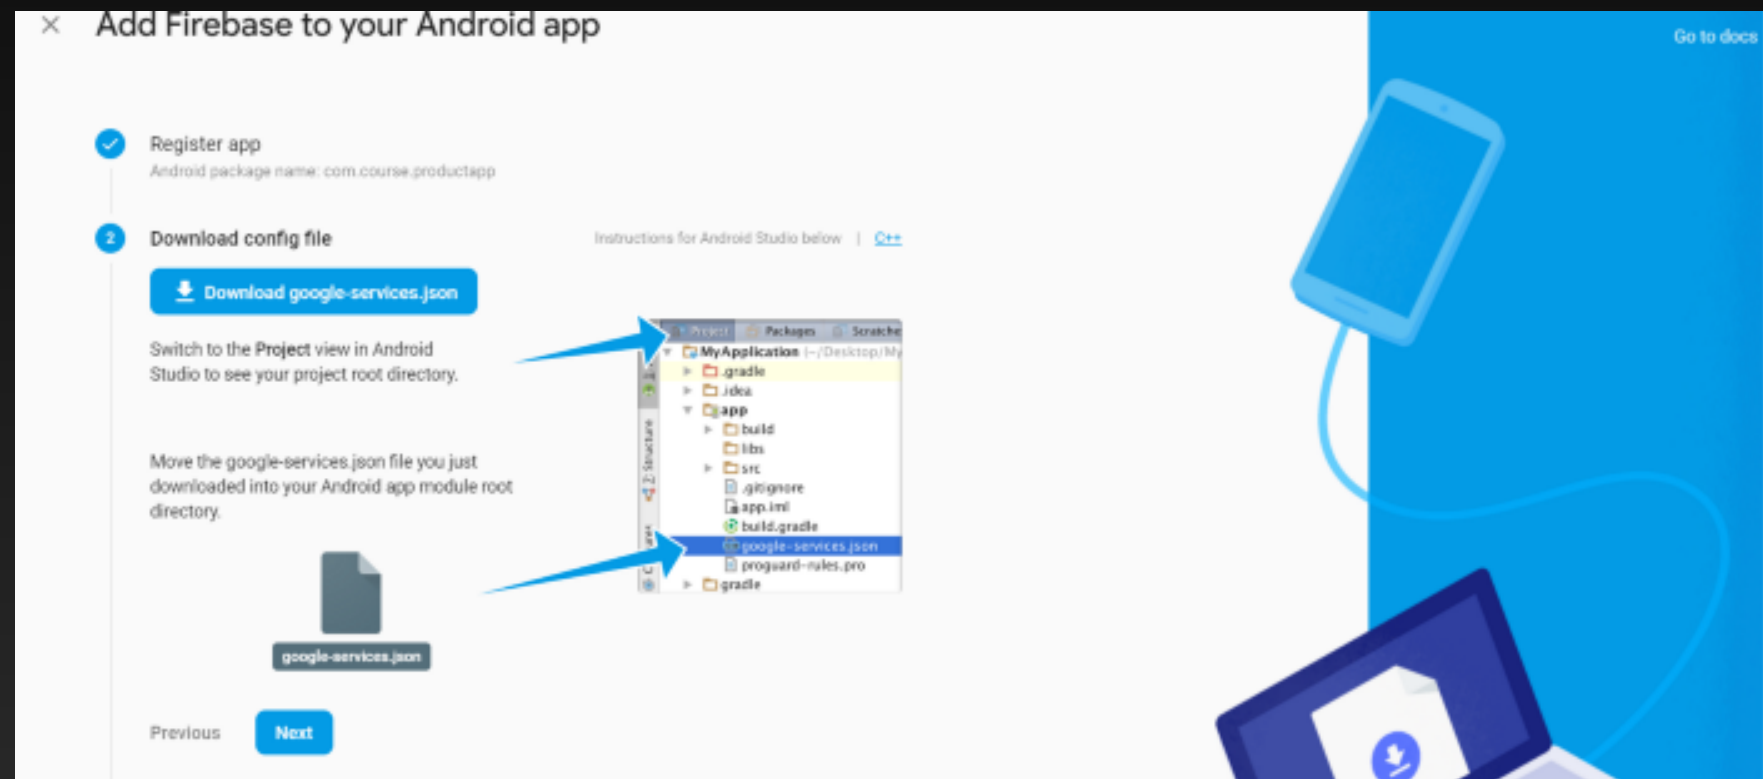 Add Firebase to your Android app
Go to docs
Register app
Android package name: com.course.productapp
2
Download config file
Instructions for Android Studio below | C++
Download google-services.json
Switch to the Project view in Android
Studio to see your project root directory.
Move the google-services.json file you just
downloaded into your Android app module root
directory.
google-services.json
Project Packages Scratche
MyApplication (~/Desktop/My
.gradle
.idea
app
build
libs
src
.gitignore
app.iml
build.gradle
google-services.json
proguard-rules.pro
gradle
Z: Structure
Previous
Next